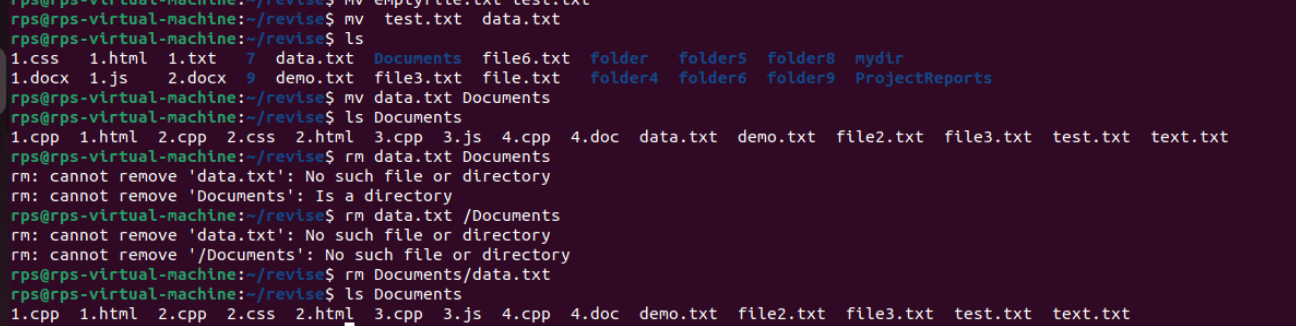 rps@rps-virtual-machine:~/revise$ mv emptyfile.txt test.txt
rps@rps-virtual-machine:~/revise$ mv  test.txt  data.txt
rps@rps-virtual-machine:~/revise$ ls
1.css   1.html  1.txt   7  data.txt  Documents  file6.txt  folder   folder5  folder8  mydir
1.docx  1.js    2.docx  9  demo.txt  file3.txt  file.txt   folder4  folder6  folder9  ProjectReports
rps@rps-virtual-machine:~/revise$ mv data.txt Documents
rps@rps-virtual-machine:~/revise$ ls Documents
1.cpp  1.html  2.cpp  2.css  2.html  3.cpp  3.js  4.cpp  4.doc  data.txt  demo.txt  file2.txt  file3.txt  test.txt  text.txt
rps@rps-virtual-machine:~/revise$ rm data.txt Documents
rm: cannot remove 'data.txt': No such file or directory
rm: cannot remove 'Documents': Is a directory
rps@rps-virtual-machine:~/revise$ rm data.txt /Documents
rm: cannot remove 'data.txt': No such file or directory
rm: cannot remove '/Documents': No such file or directory
rps@rps-virtual-machine:~/revise$ rm Documents/data.txt
rps@rps-virtual-machine:~/revise$ ls Documents
1.cpp  1.html  2.cpp  2.css  2.html  3.cpp  3.js  4.cpp  4.doc  demo.txt  file2.txt  file3.txt  test.txt  text.txt